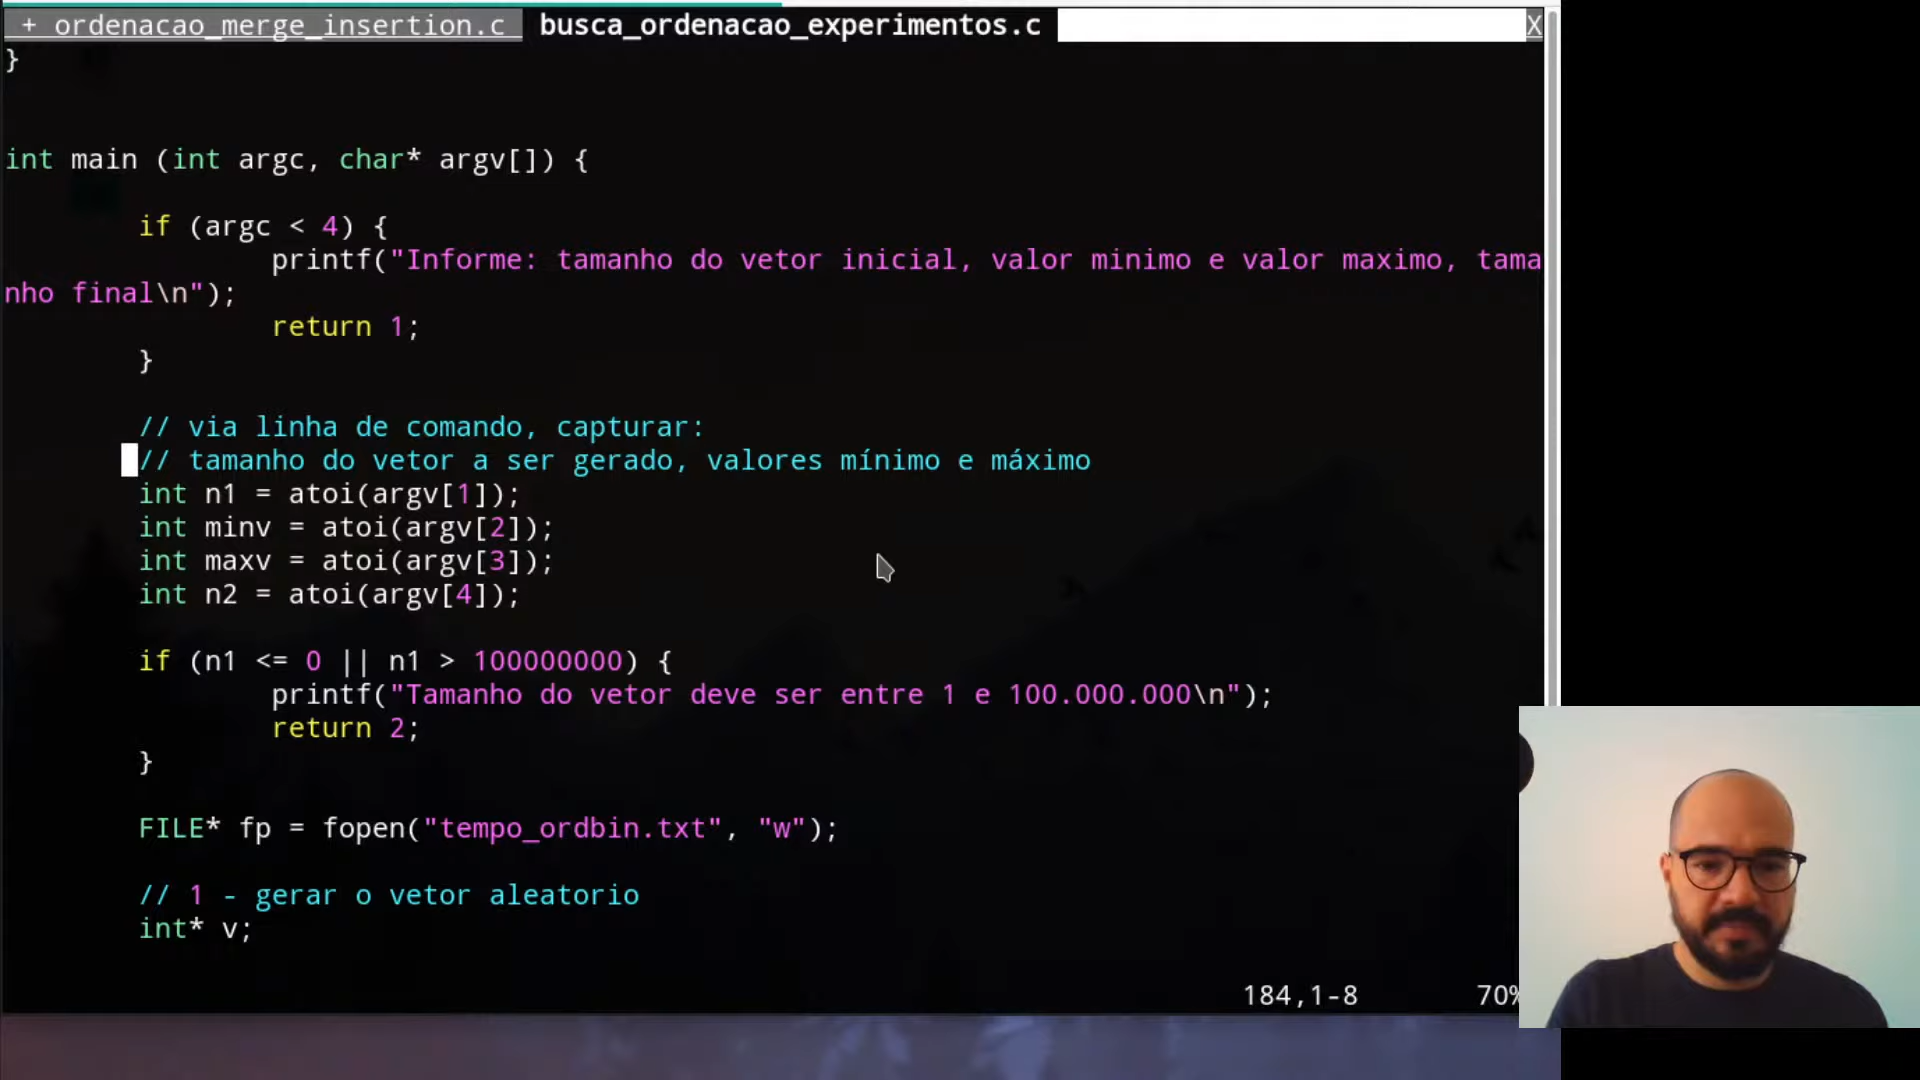 + ordenacao_merge_insertion.c busca_ordenacao_experimentos.c X
}
int main (int argc, char* argv[]) {
if (argc < 4) {
printf("Informe: tamanho do vetor inicial, valor minimo e valor maximo, tama
nho final\n");
return 1;
}
// via linha de comando, capturar:
// tamanho do vetor a ser gerado, valores mínimo e máximo
int n1 = atoi(argv[1]);
int minv = atoi(argv[2]);
int maxv = atoi(argv[3]);
int n2 = atoi(argv[4]);
if (n1 <= 0 || n1 > 100000000) {
printf("Tamanho do vetor deve ser entre 1 e 100.000.000\n");
return 2;
}
FILE* fp = fopen("tempo_ordbin.txt", "w");
// 1 - gerar o vetor aleatorio
int* v;
184,1-8 70%